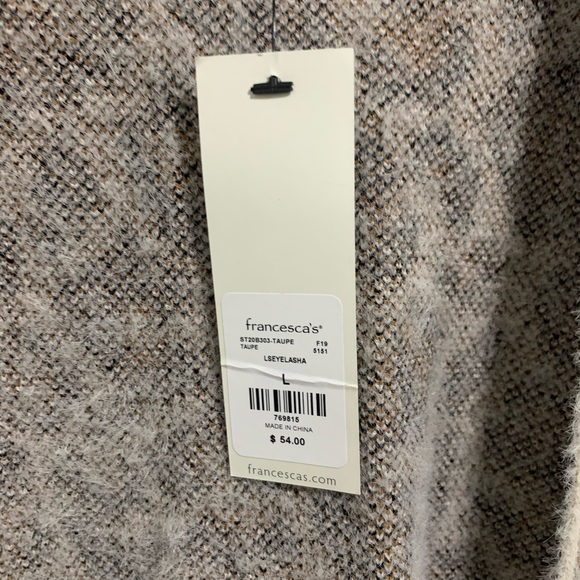 francesca's®
ST20B303-TAUPE F19
TAUPE 5151
LSEYELASHA
L
769815
MADE IN CHINA
$ 54.00
francescas.com